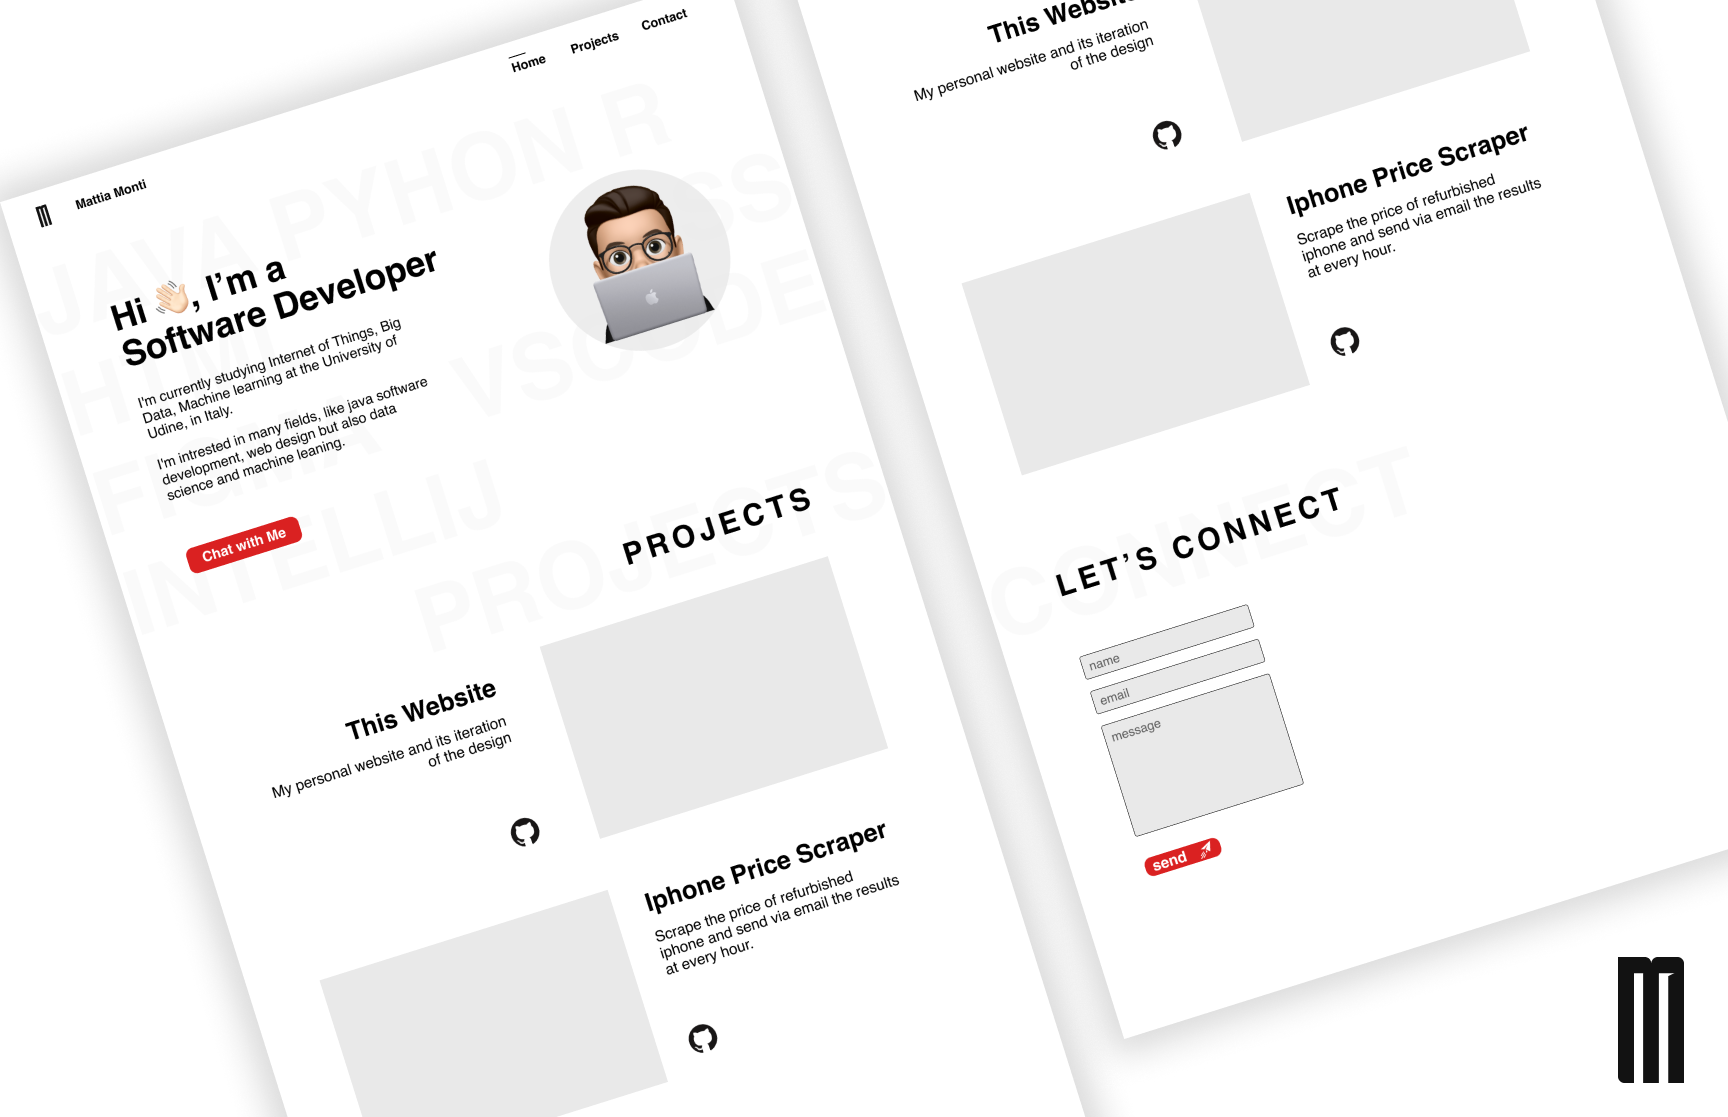 Mattia Monti
Home
Projects
Contact
JAVA PYHON R
Hi 👋🏻, I’m a
Software Developer
I'm currently studying Internet of Things, Big
Data, Machine learning at the University of
Udine, in Italy.
I'm intrested in many fields, like java software
development, web design but also data
science and machine leaning.
VSCODE
INTELLIJ
Chat with Me
PROJECTS
PROJECTS
This Website
My personal website and its iteration
of the design
Iphone Price Scraper
Scrape the price of refurbished
iphone and send via email the results
at every hour.
This Website
My personal website and its iteration
of the design
Iphone Price Scraper
Scrape the price of refurbished
iphone and send via email the results
at every hour.
CONNECT
LET’S CONNECT
name
email
message
send